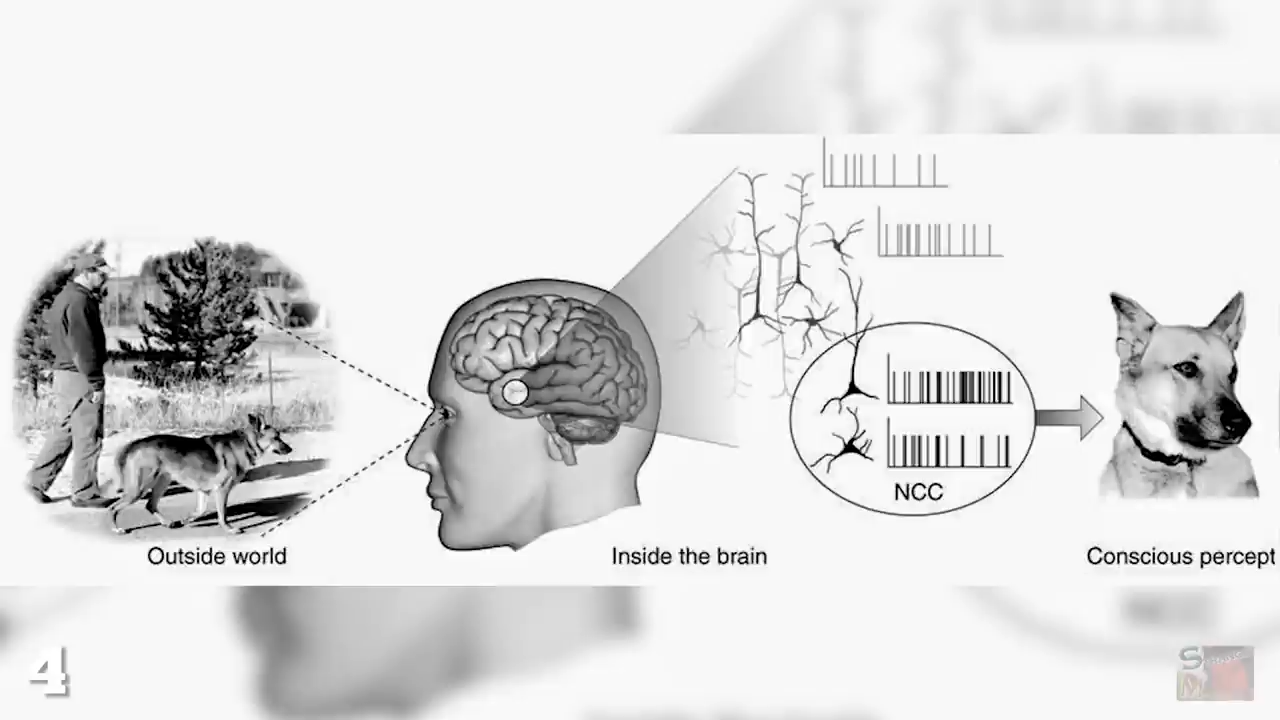 NCC
Outside world
Inside the brain
Conscious percept
4